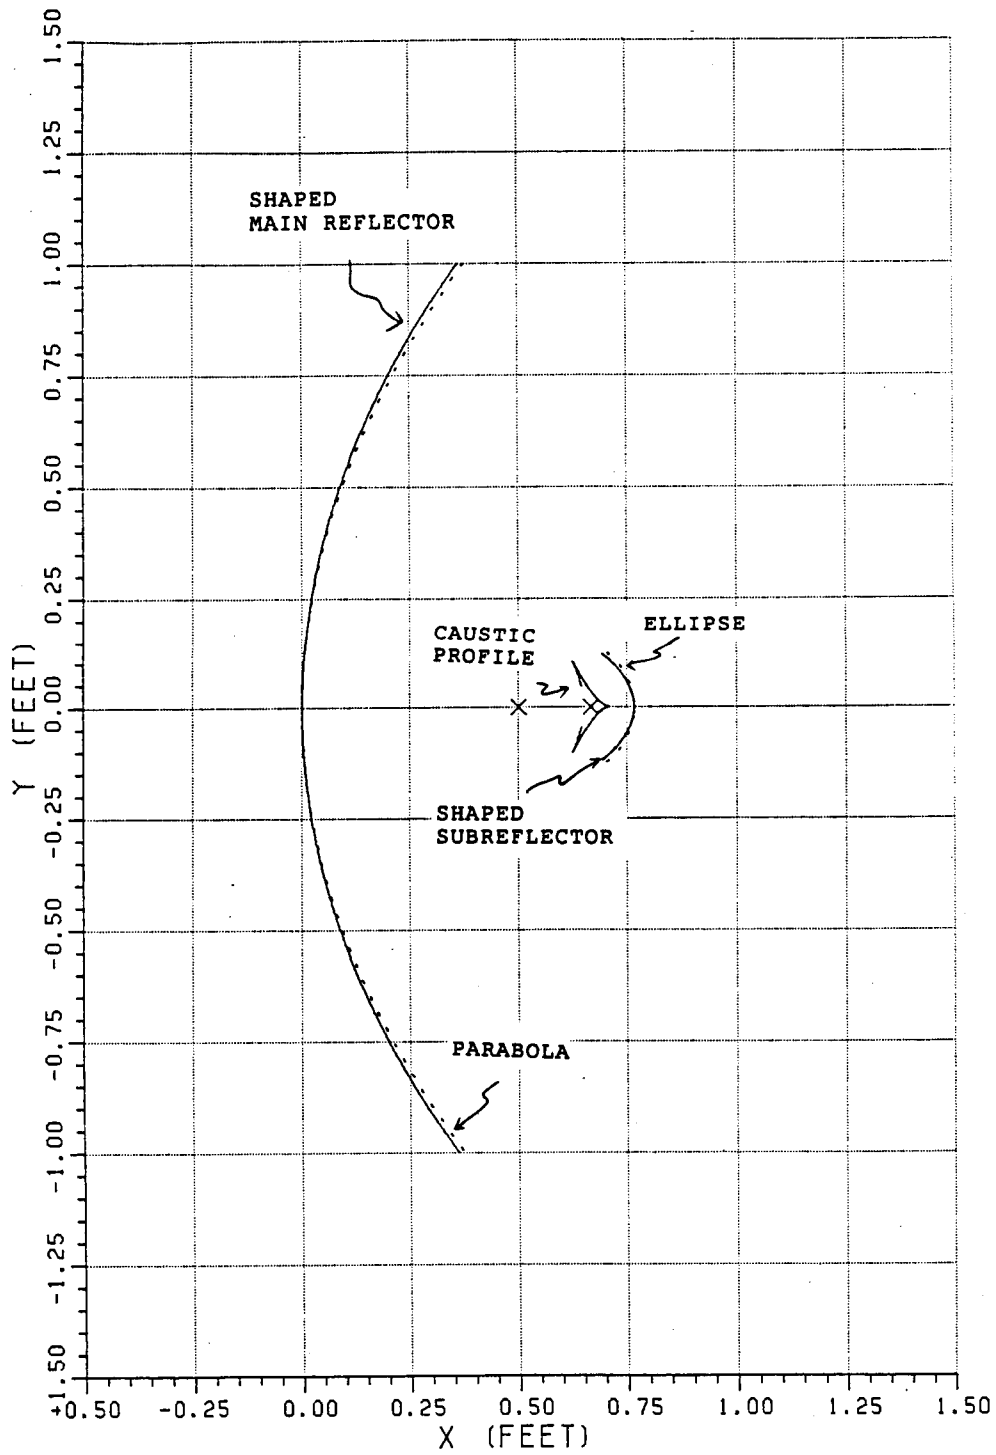 1.50
1.25
1.00
0.75
0.50
0.25
0.00
-0.25
-0.50
-0.75
-1.00
-1.25
-1.50
Y (FEET)
SHAPED
MAIN REFLECTOR
CAUSTIC
PROFILE
ELLIPSE
SHAPED
SUBREFLECTOR
PARABOLA
+0.50
-0.25
0.00
0.25
0.50
0.75
1.00
1.25
1.50
X (FEET)